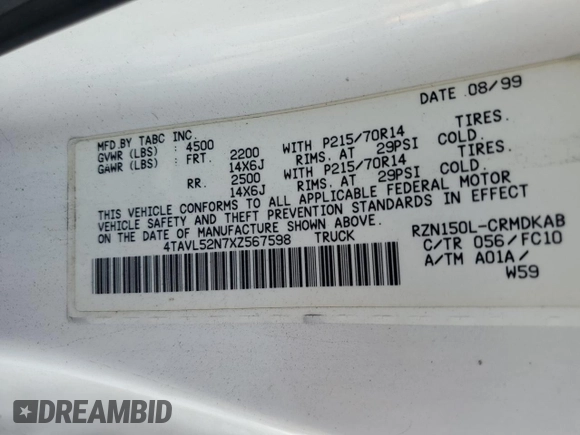 DATE 08/99
MFD BY TABC INC.
GVWR (LBS) : 4500
GAWR (LBS) : FRT. 2200 WITH P215/70R14 TIRES.
14X6J RIMS. AT 29PSI COLD.
RR. 2500 WITH P215/70R14 TIRES.
14X6J RIMS. AT 29PSI COLD.
THIS VEHICLE CONFORMS TO ALL APPLICABLE FEDERAL MOTOR
VEHICLE SAFETY AND THEFT PREVENTION STANDARDS IN EFFECT
ON THE DATE OF MANUFACTURE SHOWN ABOVE.
4TAVL52N7XZ567598 TRUCK
RZN150L-CRMDKAB
C/TR 056/FC10
A/TM A01A/
W59
DREAMBID